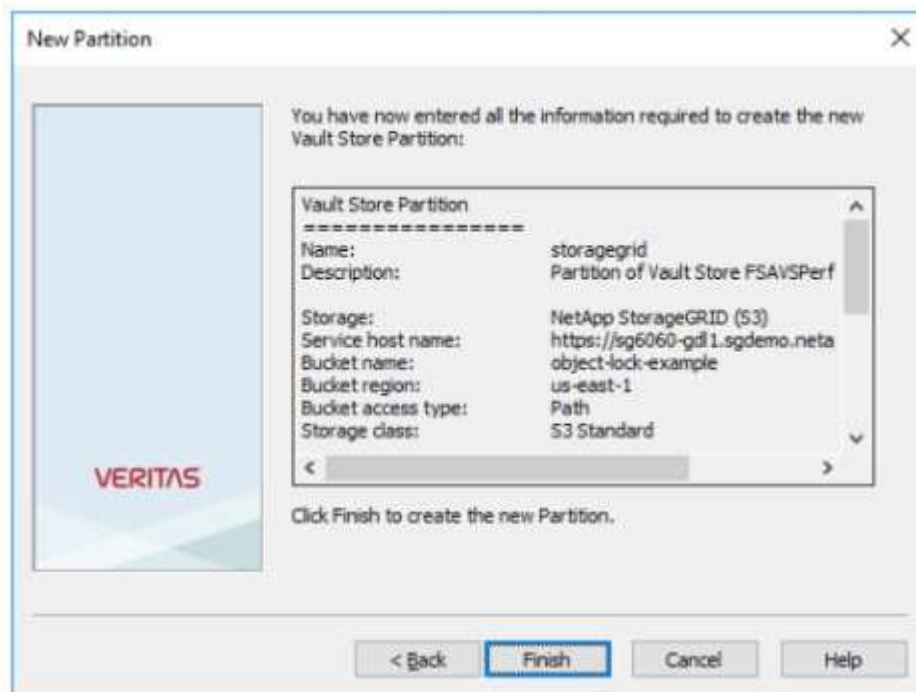 New Partition
You have now entered all the information required to create the new
Vault Store Partition:
Vault Store Partition
=================
Name: storagegrid
Description: Partition of Vault Store FSAVSPerf
Storage: NetApp StorageGRID (S3)
Service host name: https://sg6060-gdl1.sgdemo.neta
Bucket name: object-lock-example
Bucket region: us-east-1
Bucket access type: Path
Storage class: S3 Standard
VERITAS
Click Finish to create the new Partition.
< Back Finish Cancel Help